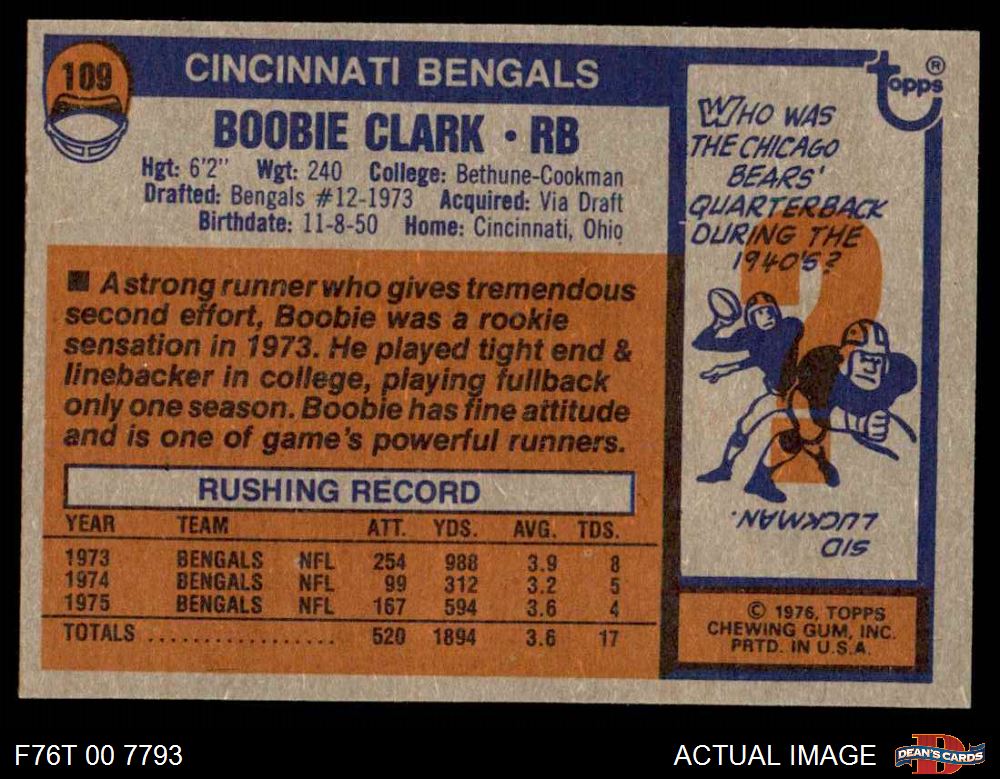 109
CINCINNATI BENGALS
BOOBIE CLARK · RB
Hgt: 6'2" Wgt: 240 College: Bethune-Cookman
Drafted: Bengals #12-1973 Acquired: Via Draft
Birthdate: 11-8-50 Home: Cincinnati, Ohio
■ A strong runner who gives tremendous
second effort, Boobie was a rookie
sensation in 1973. He played tight end &
linebacker in college, playing fullback
only one season. Boobie has fine attitude
and is one of game's powerful runners.
RUSHING RECORD
YEAR TEAM ATT. YDS. AVG. TDS.
1973 BENGALS NFL 254 988 3.9 8
1974 BENGALS NFL 99 312 3.2 5
1975 BENGALS NFL 167 594 3.6 4
TOTALS .................. 520 1894 3.6 17
Topps®
WHO WAS
THE CHICAGO
BEARS'
QUARTERBACK
DURING THE
1940'S?
?
SID
LUCKMAN.
© 1976, TOPPS
CHEWING GUM, INC.
PRTD. IN U.S.A.
F76T 00 7793
ACTUAL IMAGE
D
DEAN'S CARDS